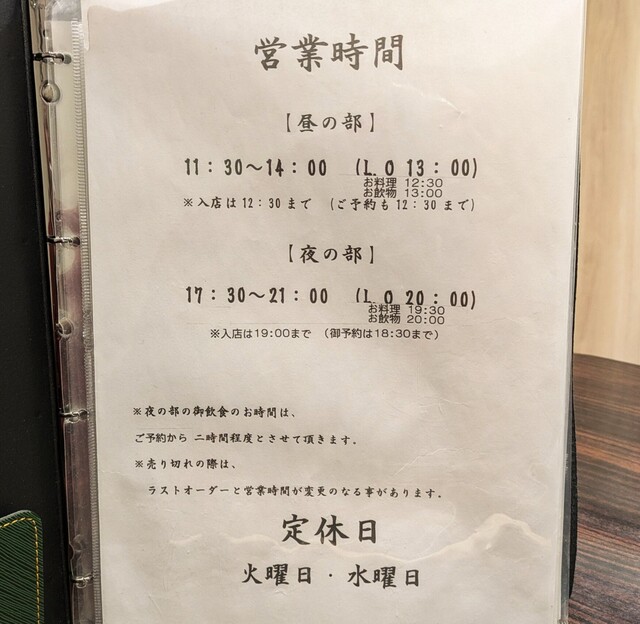 営業時間
【昼の部】
11：30～14：00　(L.O 13：00)
お料理 12:30
お飲物 13:00
※入店は12：30まで　(ご予約も12：30まで)
【夜の部】
17：30～21：00　(L.O 20：00)
お料理 19:30
お飲物 20:00
※入店は19:00まで　（御予約は18:30まで）
※夜の部の御飲食のお時間は、
ご予約から 二時間程度とさせて頂きます。
※売り切れの際は、
ラストオーダーと営業時間が変更のなる事があります。
定休日
火曜日・水曜日